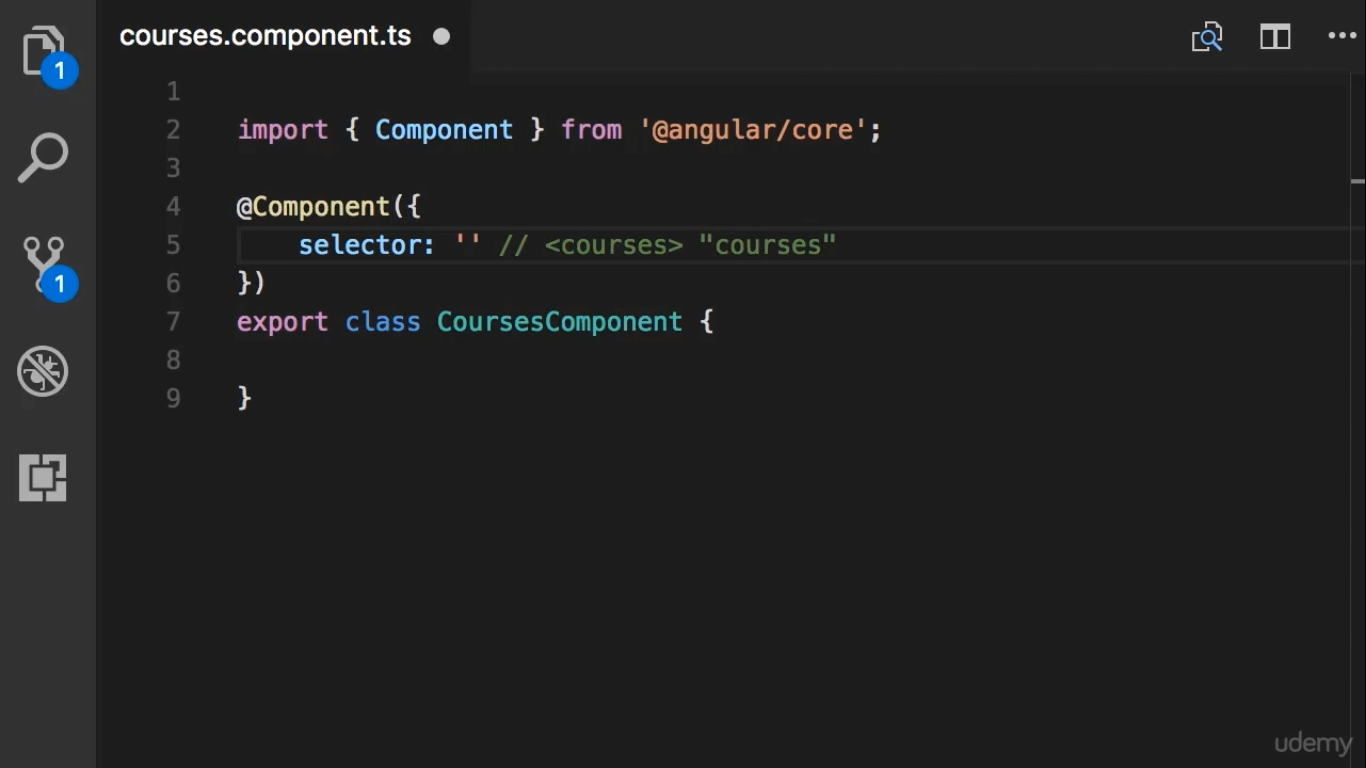 courses.component.ts
1
1
1
2 import { Component } from '@angular/core';
3
4 @Component({
5 selector: '' // <courses> "courses"
6 })
7 export class CoursesComponent {
8
9 }
udemy